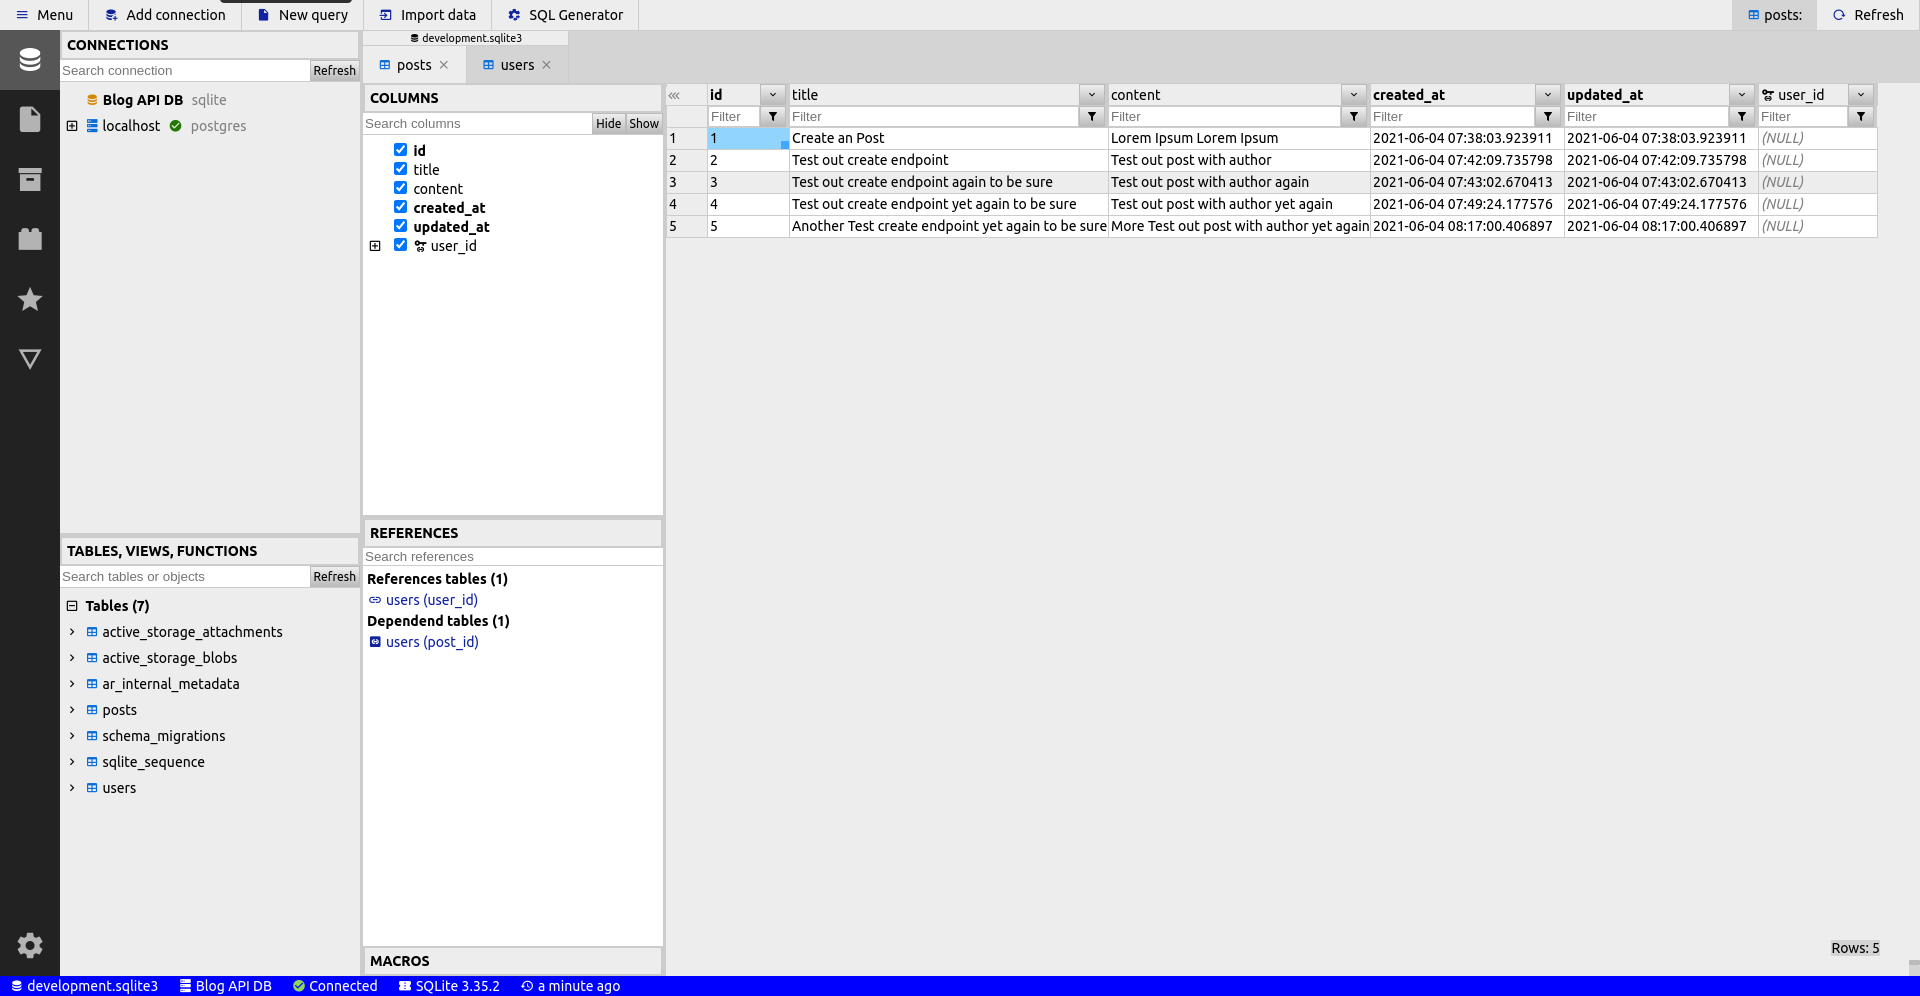 Menu Add connection New query Import data SQL Generator posts: Refresh
CONNECTIONS
Search connection Refresh
Blog API DB sqlite
localhost postgres
TABLES, VIEWS, FUNCTIONS
Search tables or objects Refresh
Tables (7)
active_storage_attachments
active_storage_blobs
ar_internal_metadata
posts
schema_migrations
sqlite_sequence
users
development.sqlite3
posts users
COLUMNS
Search columns Hide Show
id
title
content
created_at
updated_at
user_id
REFERENCES
Search references
References tables (1)
users (user_id)
Dependend tables (1)
users (post_id)
MACROS
id title content created_at updated_at user_id
Filter Filter Filter Filter Filter Filter
1 1 Create an Post Lorem Ipsum Lorem Ipsum 2021-06-04 07:38:03.923911 2021-06-04 07:38:03.923911 (NULL)
2 2 Test out create endpoint Test out post with author 2021-06-04 07:42:09.735798 2021-06-04 07:42:09.735798 (NULL)
3 3 Test out create endpoint again to be sure Test out post with author again 2021-06-04 07:43:02.670413 2021-06-04 07:43:02.670413 (NULL)
4 4 Test out create endpoint yet again to be sure Test out post with author yet again 2021-06-04 07:49:24.177576 2021-06-04 07:49:24.177576 (NULL)
5 5 Another Test create endpoint yet again to be sure More Test out post with author yet again 2021-06-04 08:17:00.406897 2021-06-04 08:17:00.406897 (NULL)
Rows: 5
development.sqlite3 Blog API DB Connected SQLite 3.35.2 a minute ago